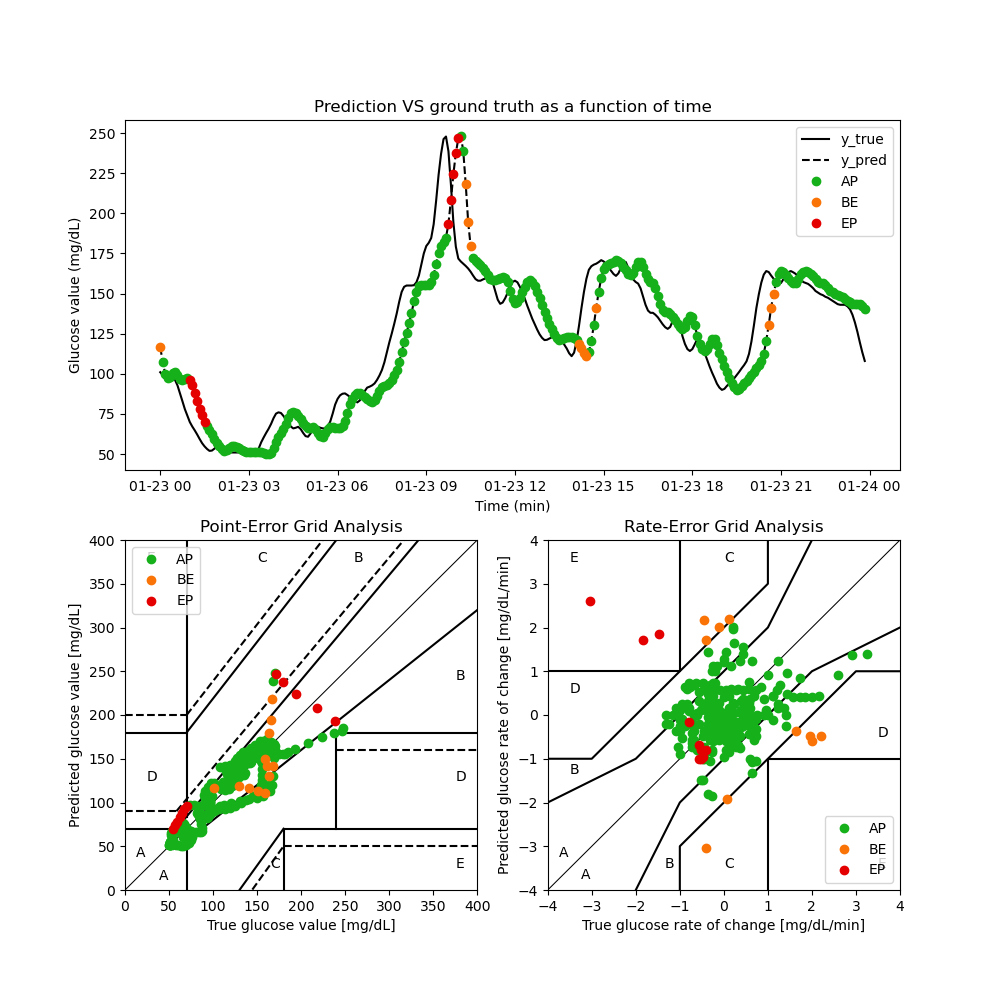 Prediction VS ground truth as a function of time
Glucose value (mg/dL)
250
225
200
175
150
125
100
75
50
y_true
y_pred
AP
BE
EP
01-23 00 01-23 03 01-23 06 01-23 09 01-23 12 01-23 15 01-23 18 01-23 21 01-24 00
Time (min)
Point-Error Grid Analysis
Predicted glucose value [mg/dL]
400
350
300
250
200
150
100
50
0
AP
BE
EP
C
B
B
D
D
A
A
C
E
0 50 100 150 200 250 300 350 400
True glucose value [mg/dL]
Rate-Error Grid Analysis
Predicted glucose rate of change [mg/dL/min]
4
3
2
1
0
−1
−2
−3
−4
E
C
D
B
D
A
A
B
C
AP
BE
EP
−4 −3 −2 −1 0 1 2 3 4
True glucose rate of change [mg/dL/min]